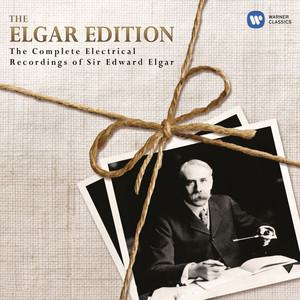 THE
ELGAR EDITION
The Complete Electrical
Recordings of Sir Edward Elgar
WARNER
CLASSICS